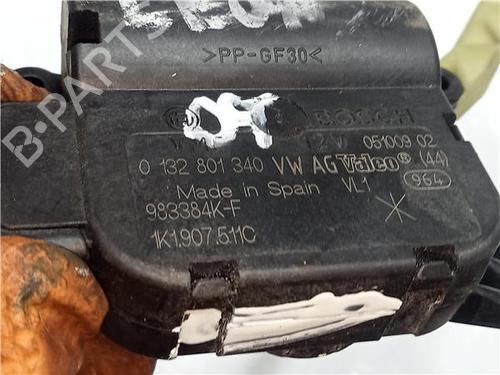 >PP-GF30<
BOSCH
12V 051009 02
0 132 801 340 VW AG Valeo® (44)
Made in Spain VL1 964
983384K-F
1K1.907.511C
B-PARTS